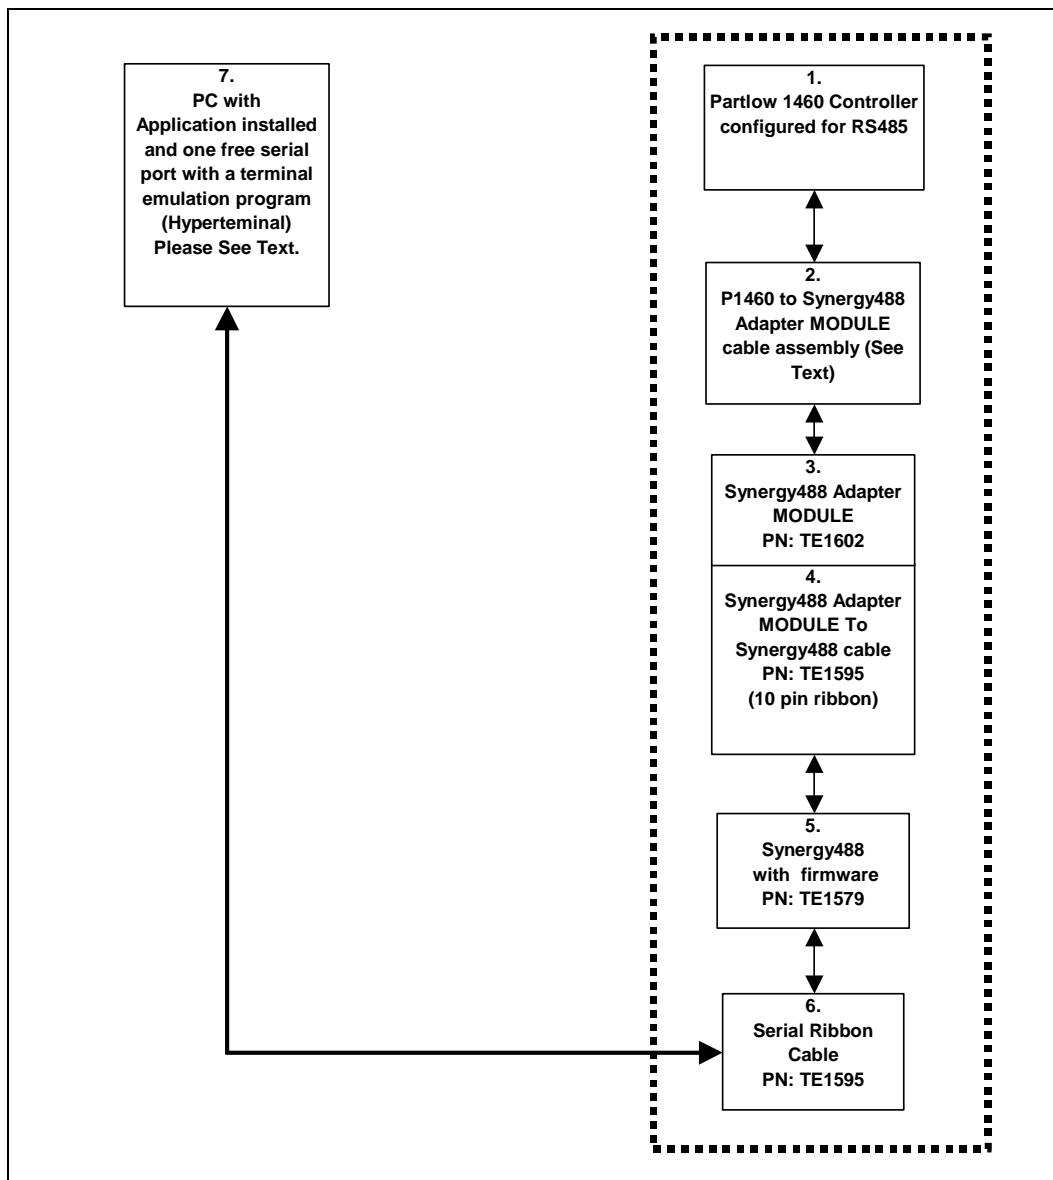 7.
PC with
Application installed
and one free serial
port with a terminal
emulation program
(Hyperteminal)
Please See Text.
1.
Partlow 1460 Controller
configured for RS485
2.
P1460 to Synergy488
Adapter MODULE
cable assembly (See
Text)
3.
Synergy488 Adapter
MODULE
PN: TE1602
4.
Synergy488 Adapter
MODULE To
Synergy488 cable
PN: TE1595
(10 pin ribbon)
5.
Synergy488
with firmware
PN: TE1579
6.
Serial Ribbon
Cable
PN: TE1595